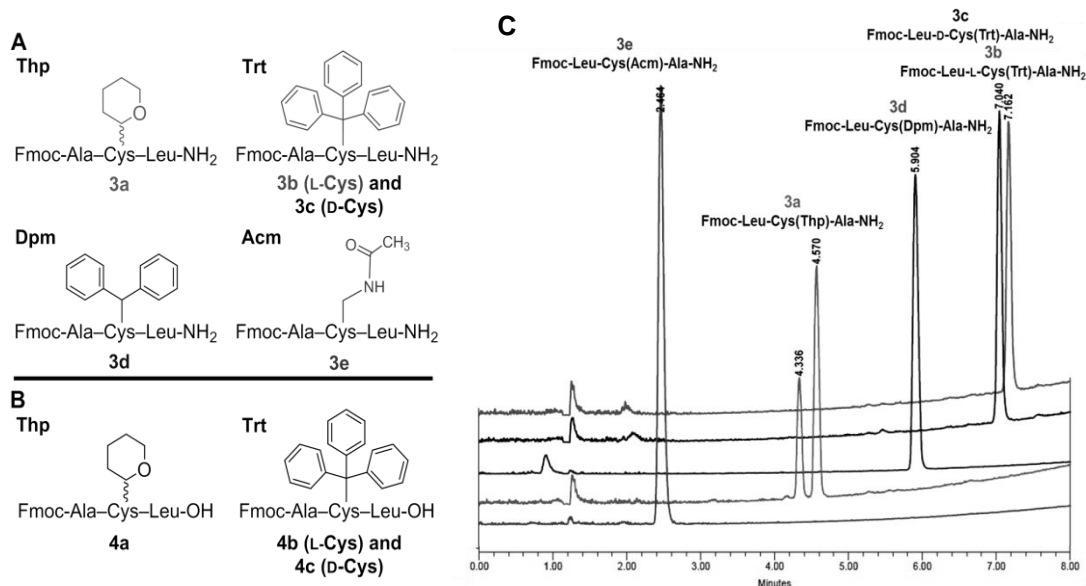 A
Thp
O
Fmoc-Ala–Cys–Leu-NH₂
3a
Trt
Fmoc-Ala–Cys–Leu-NH₂
3b (L-Cys) and
3c (D-Cys)
Dpm
Fmoc-Ala–Cys–Leu-NH₂
3d
Acm
O
CH₃
NH
Fmoc-Ala–Cys–Leu-NH₂
3e
B
Thp
O
Fmoc-Ala–Cys–Leu-OH
4a
Trt
Fmoc-Ala–Cys–Leu-OH
4b (L-Cys) and
4c (D-Cys)
C
3e
Fmoc-Leu-Cys(Acm)-Ala-NH₂
2.464
3a
Fmoc-Leu-Cys(Thp)-Ala-NH₂
4.336
4.570
3d
Fmoc-Leu-Cys(Dpm)-Ala-NH₂
5.904
3c
Fmoc-Leu-D-Cys(Trt)-Ala-NH₂
3b
Fmoc-Leu-L-Cys(Trt)-Ala-NH₂
7.040
7.162
0.00 1.00 2.00 3.00 4.00 5.00 6.00 7.00 8.00
Minutes